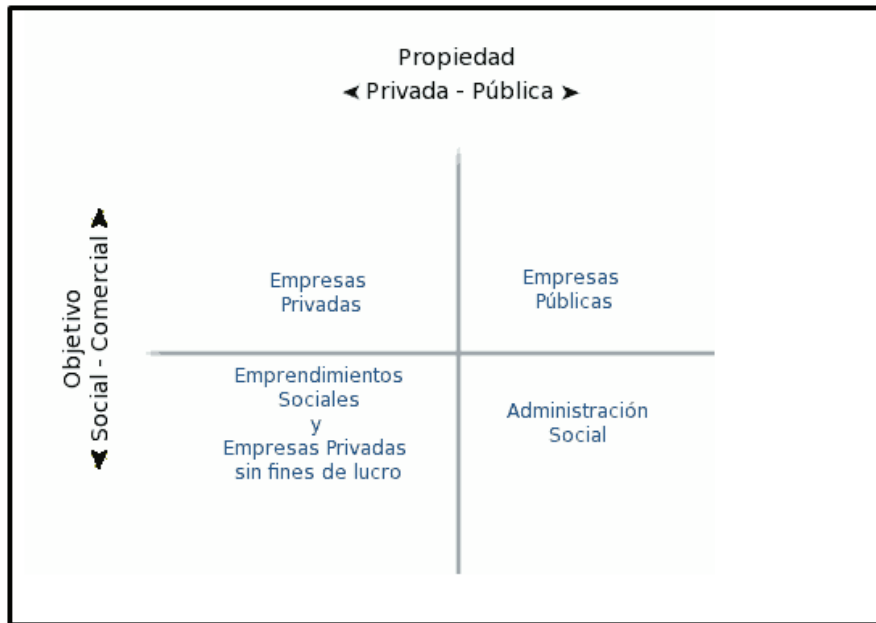 Propiedad
◄ Privada - Pública ►
Objetivo
◄ Social - Comercial ►
Empresas
Privadas
Empresas
Públicas
Emprendimientos
Sociales
y
Empresas Privadas
sin fines de lucro
Administración
Social